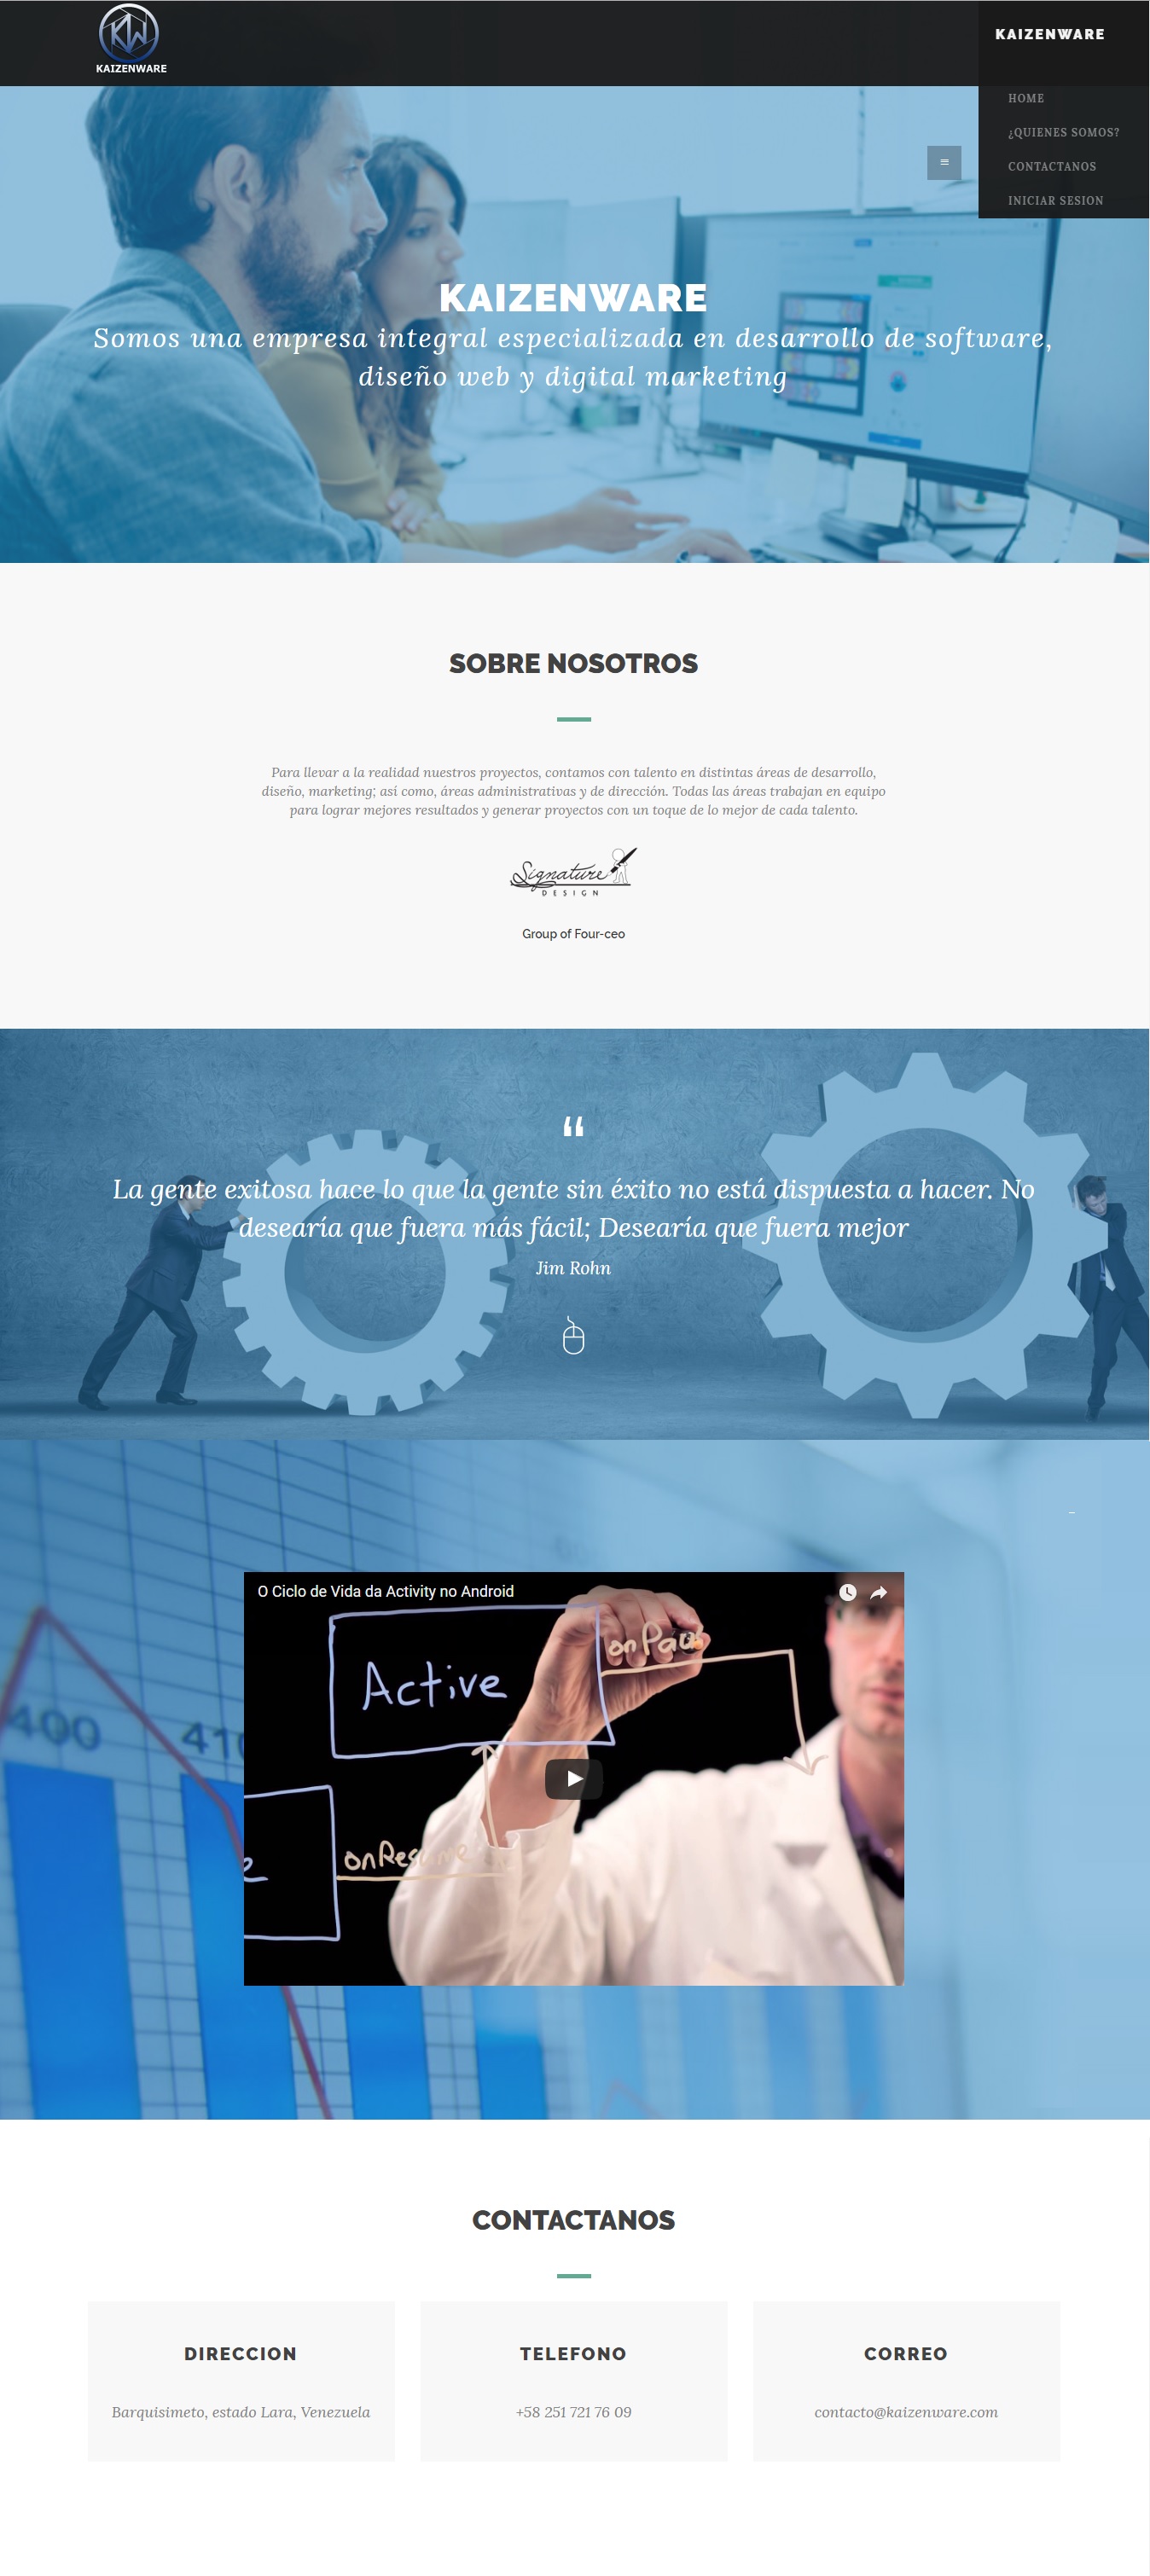 KW
KAIZENWARE
KAIZENWARE
HOME
¿QUIENES SOMOS?
CONTACTANOS
INICIAR SESION
KAIZENWARE
Somos una empresa integral especializada en desarrollo de software,
diseño web y digital marketing
SOBRE NOSOTROS
Para llevar a la realidad nuestros proyectos, contamos con talento en distintas áreas de desarrollo,
diseño, marketing; asi como, áreas administrativas y de dirección. Todas las áreas trabajan en equipo
para lograr mejores resultados y generar proyectos con un toque de lo mejor de cada talento.
Signature
DESIGN
Group of Four-ceo
“
La gente exitosa hace lo que la gente sin éxito no está dispuesta a hacer. No
desearía que fuera más fácil; Desearía que fuera mejor
Jim Rohn
O Ciclo de Vida da Activity no Android
onPau
Active
400
410
onResume
CONTACTANOS
DIRECCION
Barquisimeto, estado Lara, Venezuela
TELEFONO
+58 251 721 76 09
CORREO
contacto@kaizenware.com